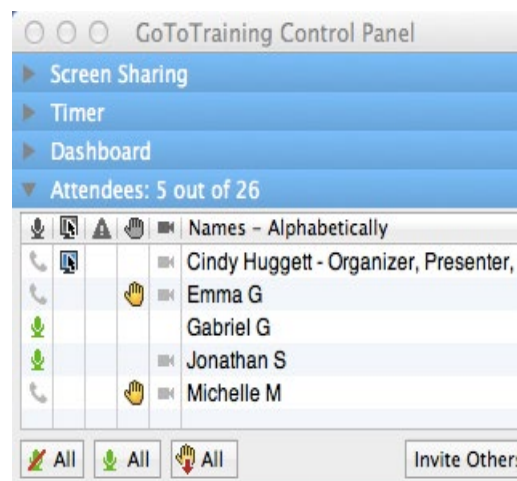 GoToTraining Control Panel
Screen Sharing
Timer
Dashboard
Attendees: 5 out of 26
Names - Alphabetically
Cindy Huggett - Organizer, Presenter,
Emma G
Gabriel G
Jonathan S
Michelle M
All All All Invite Others